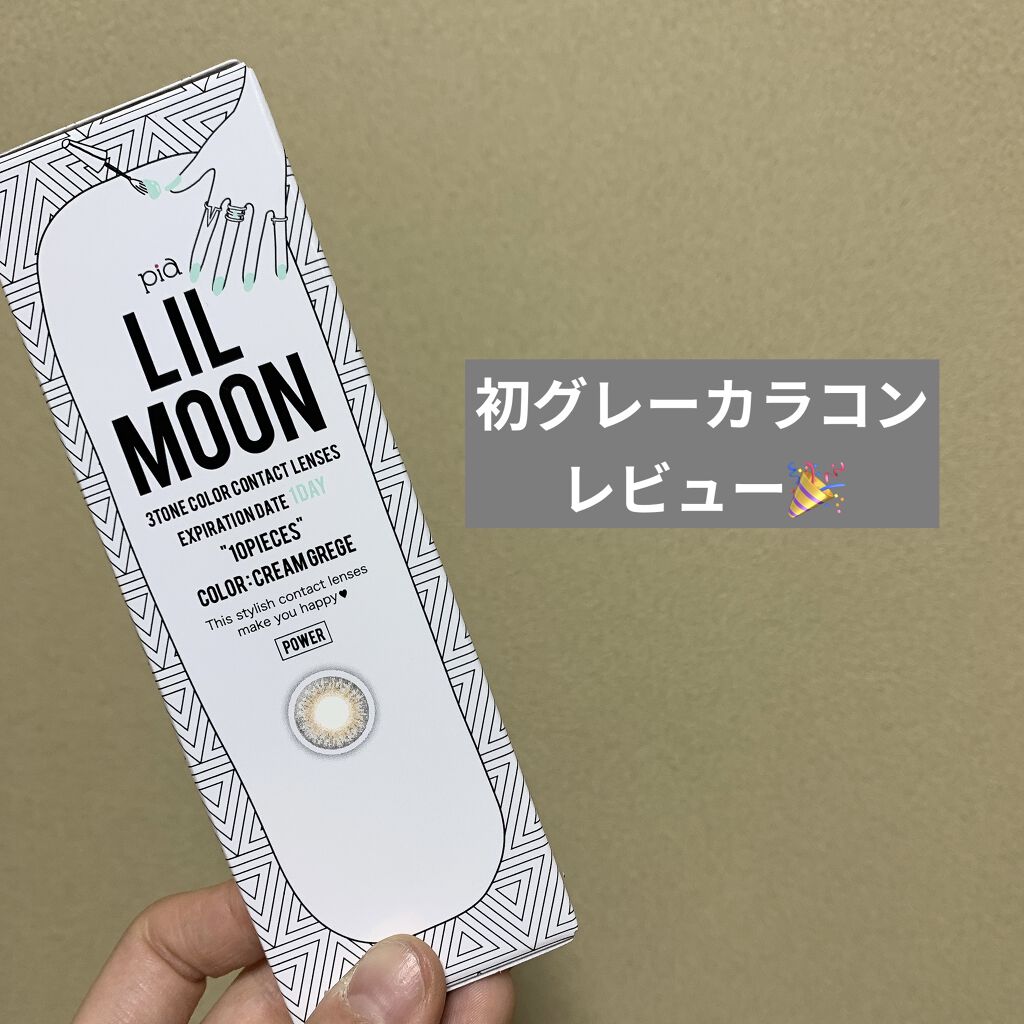 pia
LIL
MOON
3TONE COLOR CONTACT LENSES
EXPIRATION DATE 1DAY
"10PIECES"
COLOR: CREAM GREGE
This stylish contact lenses
make you happy♥
POWER
初グレーカラコン
レビュー🎉